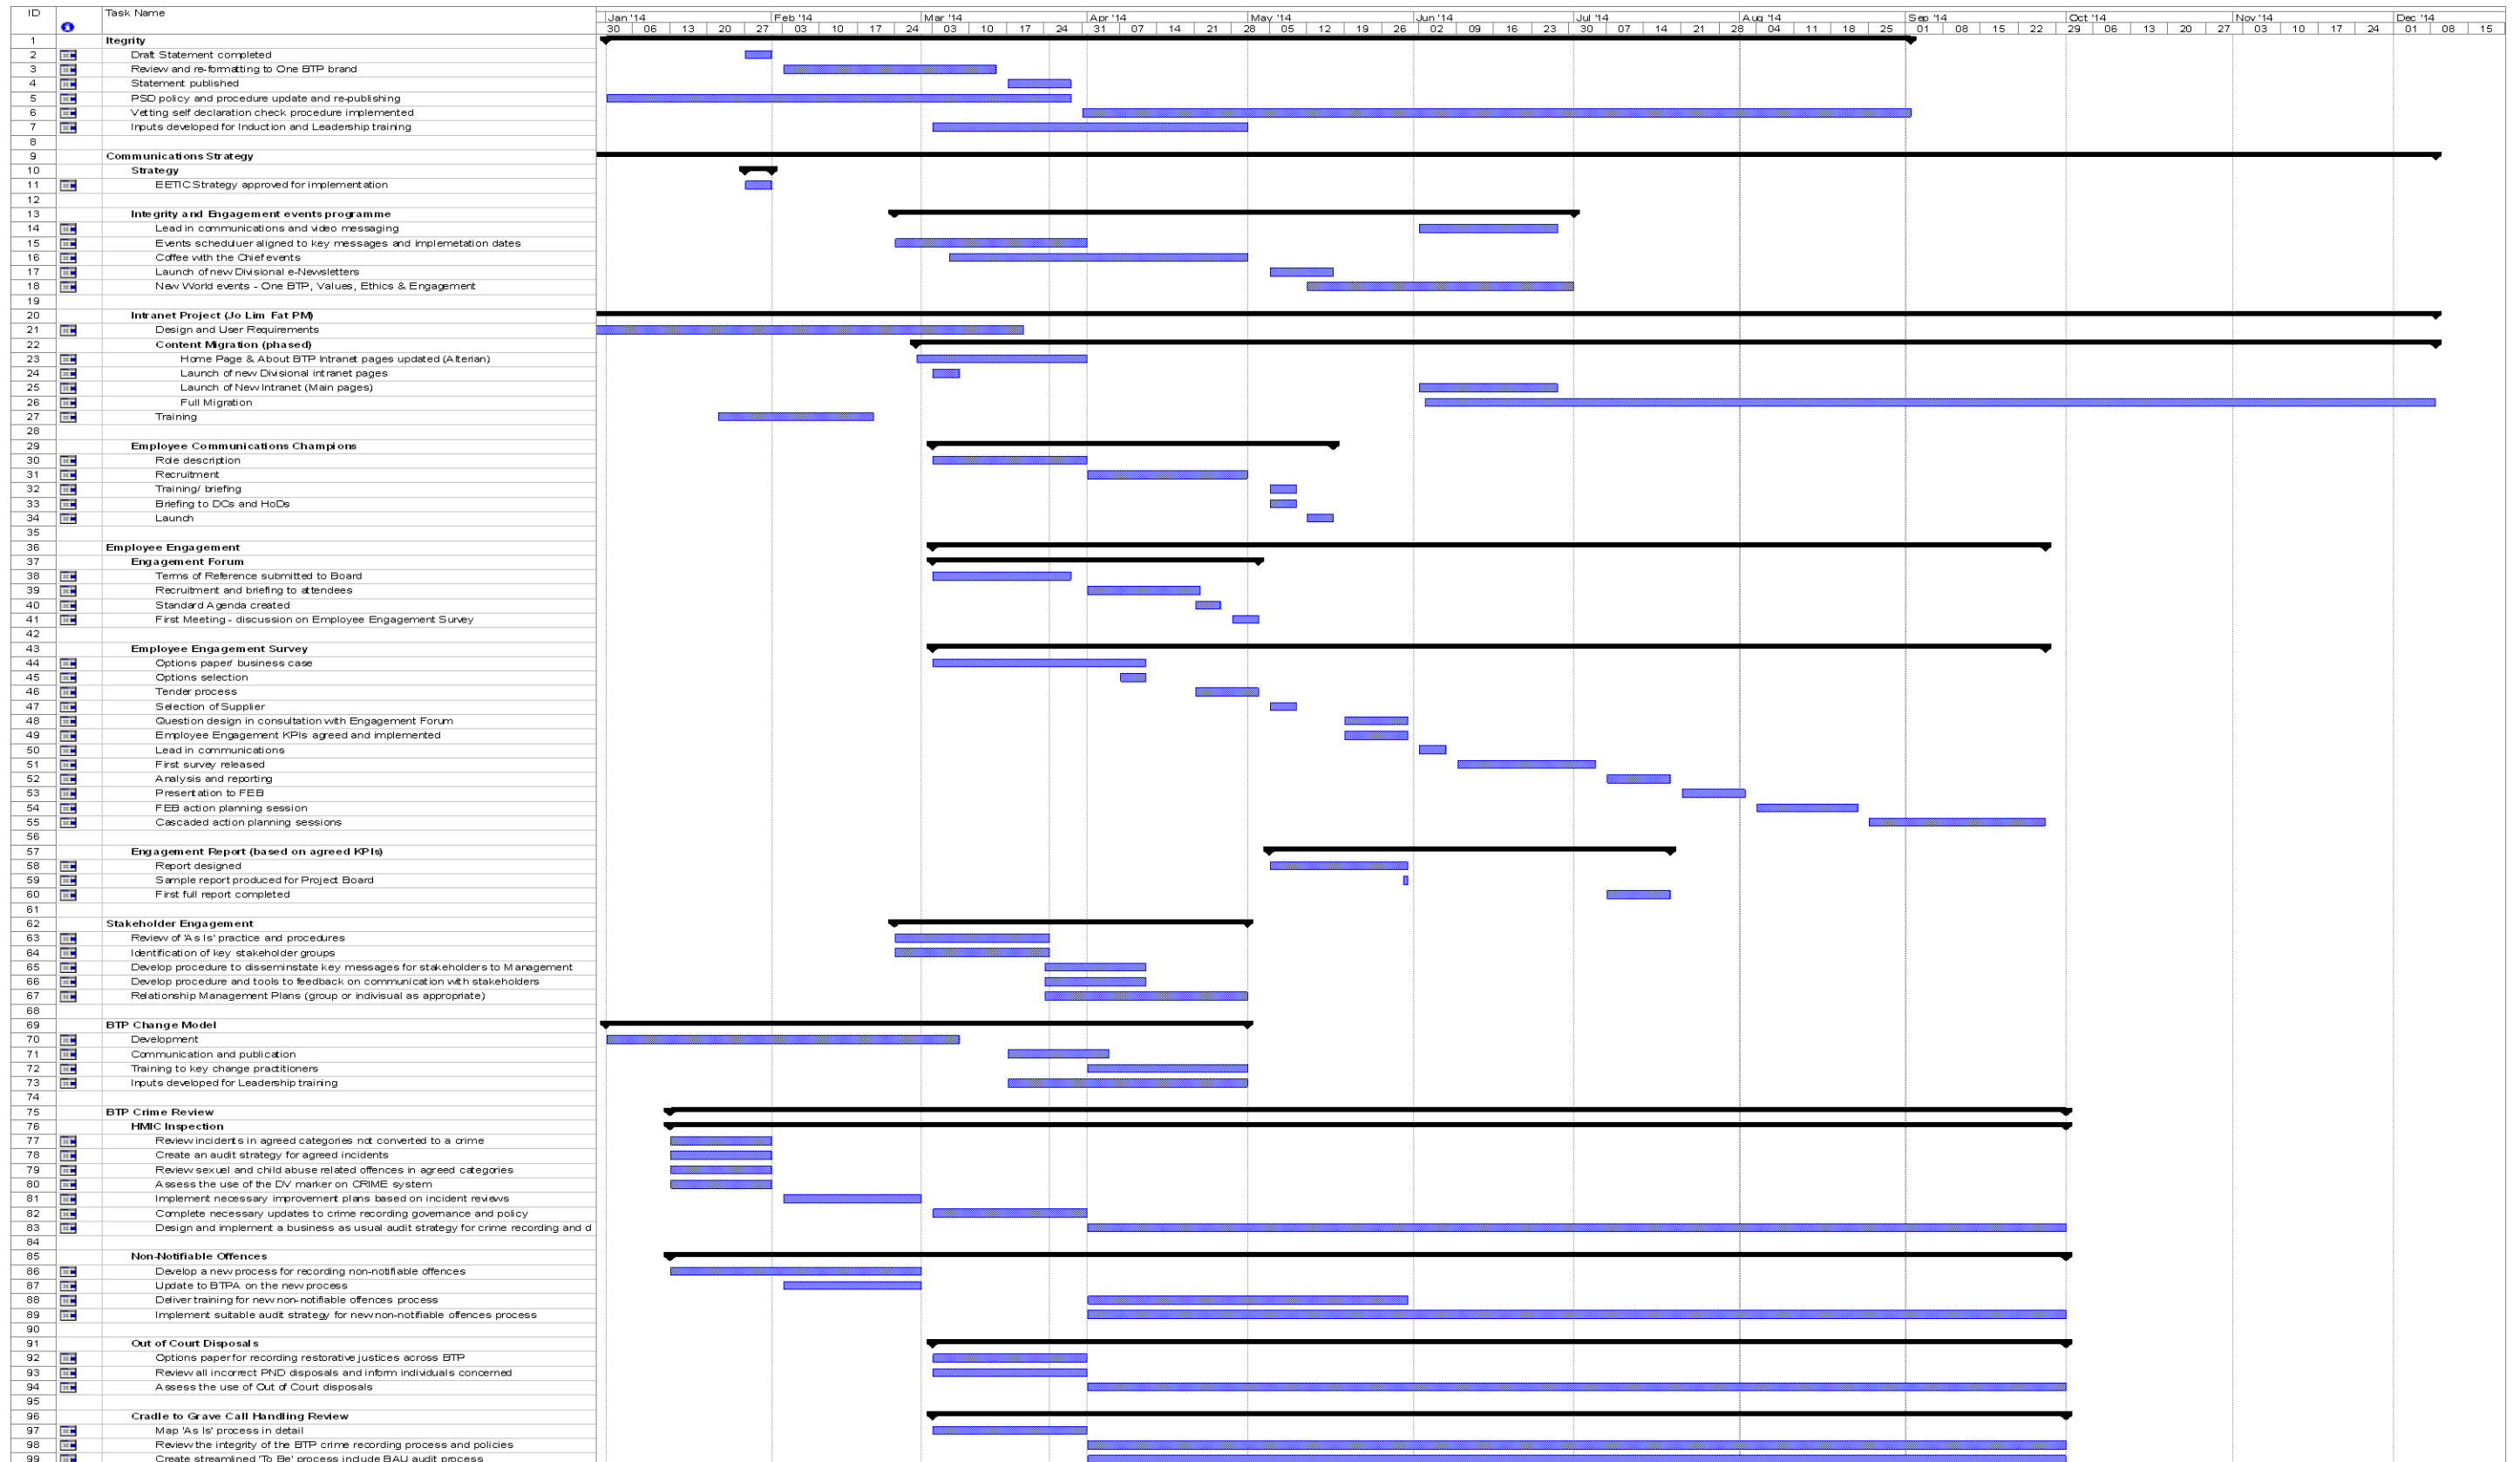 ID Task Name Jan '14 Feb '14 Mar '14 Apr '14 May '14 Jun '14 Jul '14 Aug '14 Sep '14 Oct '14 Nov '14 Dec '14
30 06 13 20 27 03 10 17 24 03 10 17 24 31 07 14 21 28 05 12 19 26 02 09 16 23 30 07 14 21 28 04 11 18 25 01 08 15 22 29 06 13 20 27 03 10 17 24 01 08 15
1 Itegrity
2 Draft Statement completed
3 Review and re-formatting to One BTP brand
4 Statement published
5 PSD policy and procedure update and re-publishing
6 Vetting self declaration check procedure implemented
7 Inputs developed for Induction and Leadership training
8
9 Communications Strategy
10 Strategy
11 EETIC Strategy approved for implementation
12
13 Integrity and Engagement events programme
14 Lead in communications and video messaging
15 Events scheduluer aligned to key messages and implemetation dates
16 Coffee with the Chief events
17 Launch of new Divisional e-Newsletters
18 New World events - One BTP, Values, Ethics & Engagement
19
20 Intranet Project (Jo Lim Fat PM)
21 Design and User Requirements
22 Content Migration (phased)
23 Home Page & About BTP Intranet pages updated (Alterian)
24 Launch of new Divisional intranet pages
25 Launch of New Intranet (Main pages)
26 Full Migration
27 Training
28
29 Employee Communications Champions
30 Role description
31 Recruitment
32 Training/ briefing
33 Briefing to DCs and HoDs
34 Launch
35
36 Employee Engagement
37 Engagement Forum
38 Terms of Reference submitted to Board
39 Recruitment and briefing to attendees
40 Standard Agenda created
41 First Meeting - discussion on Employee Engagement Survey
42
43 Employee Engagement Survey
44 Options paper/ business case
45 Options selection
46 Tender process
47 Selection of Supplier
48 Question design in consultation with Engagement Forum
49 Employee Engagement KPIs agreed and implemented
50 Lead in communications
51 First survey released
52 Analysis and reporting
53 Presentation to FEB
54 FEB action planning session
55 Cascaded action planning sessions
56
57 Engagement Report (based on agreed KPIs)
58 Report designed
59 Sample report produced for Project Board
60 First full report completed
61
62 Stakeholder Engagement
63 Review of 'As Is' practice and procedures
64 Identification of key stakeholder groups
65 Develop procedure to disseminstate key messages for stakeholders to Management
66 Develop procedure and tools to feedback on communication with stakeholders
67 Relationship Management Plans (group or indivisual as appropriate)
68
69 BTP Change Model
70 Development
71 Communication and publication
72 Training to key change practitioners
73 Inputs developed for Leadership training
74
75 BTP Crime Review
76 HMIC Inspection
77 Review incidents in agreed categories not converted to a crime
78 Create an audit strategy for agreed incidents
79 Review sexuel and child abuse related offences in agreed categories
80 Assess the use of the DV marker on CRIME system
81 Implement necessary improvement plans based on incident reviews
82 Complete necessary updates to crime recording governance and policy
83 Design and implement a business as usual audit strategy for crime recording and d
84
85 Non-Notifiable Offences
86 Develop a new process for recording non-notifiable offences
87 Update to BTPA on the new process
88 Deliver training for new non-notifiable offences process
89 Implement suitable audit strategy for new non-notifiable offences process
90
91 Out of Court Disposals
92 Options paper for recording restorative justices across BTP
93 Review all incorrect PND disposals and inform individuals concerned
94 Assess the use of Out of Court disposals
95
96 Cradle to Grave Call Handling Review
97 Map 'As Is' process in detail
98 Review the integrity of the BTP crime recording process and policies
99 Create streamlined 'To Be' process include BAU audit process